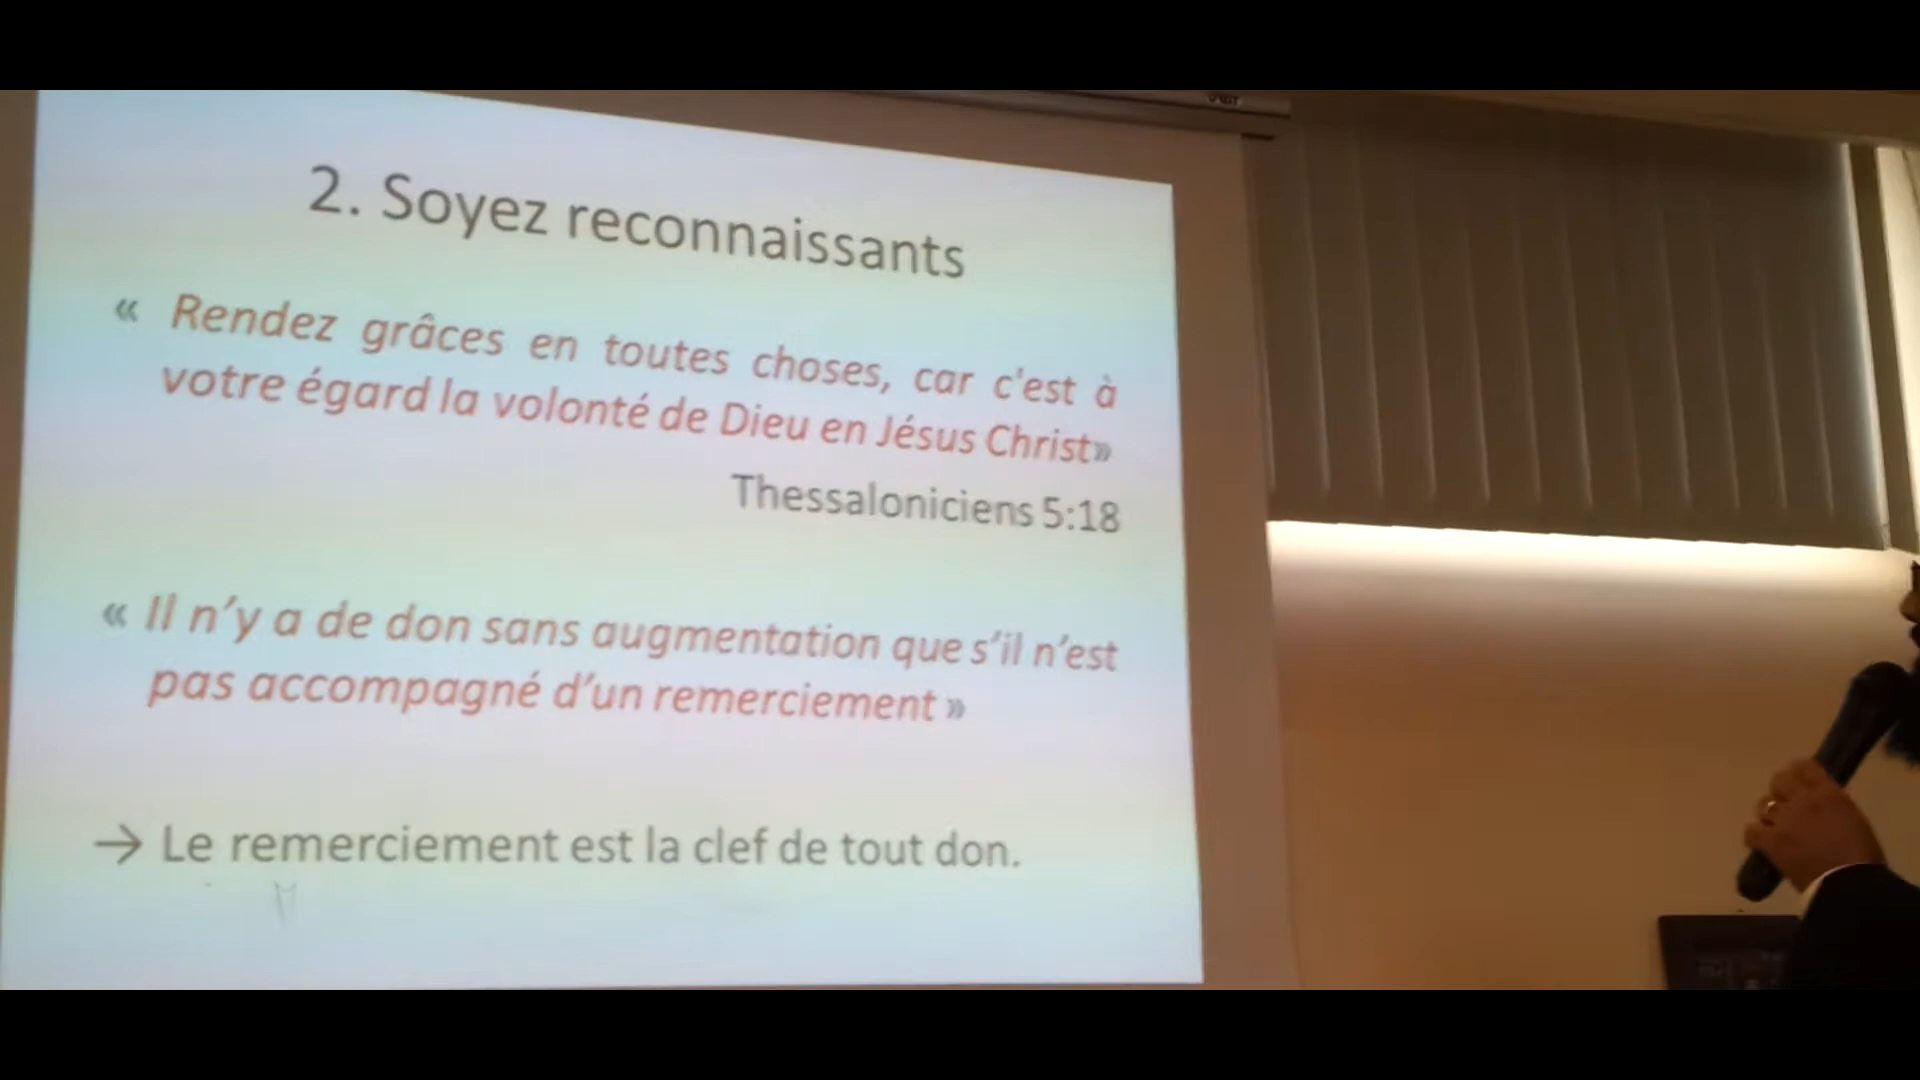 2. Soyez reconnaissants
« Rendez grâces en toutes choses, car c'est à
votre égard la volonté de Dieu en Jésus Christ»
Thessaloniciens 5:18
« Il n’y a de don sans augmentation que s’il n’est
pas accompagné d’un remerciement »
→ Le remerciement est la clef de tout don.